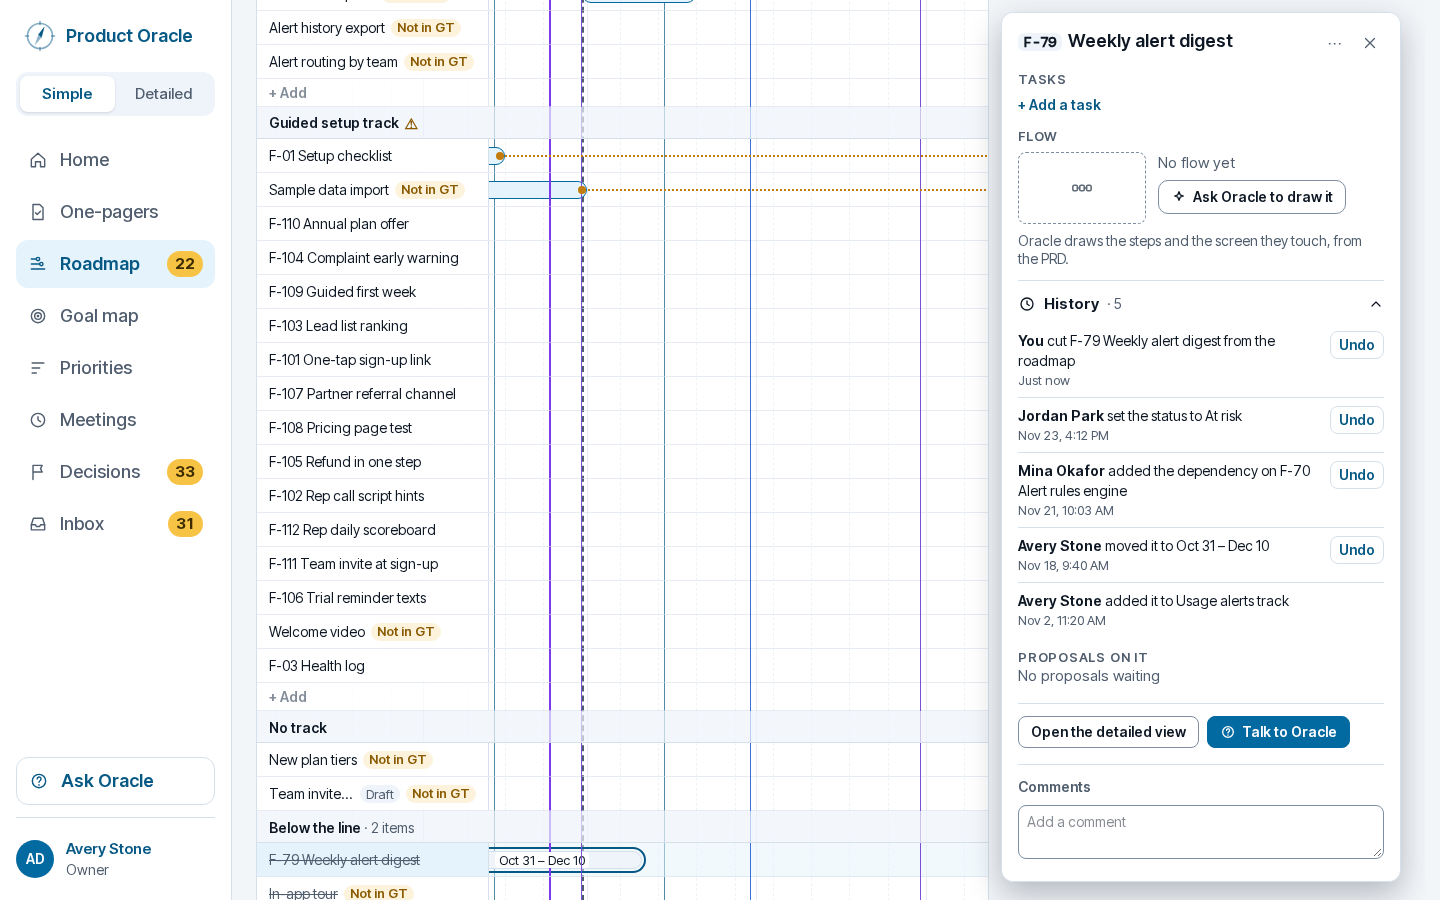 Product Oracle
Simple
Detailed
Home
One-pagers
Roadmap
22
Goal map
Priorities
Meetings
Decisions
33
Inbox
31
Ask Oracle
AD
Avery Stone
Owner
Alert history export Not in GT
Alert routing by team Not in GT
+ Add
Guided setup track ⚠
F-01 Setup checklist
Sample data import Not in GT
F-110 Annual plan offer
F-104 Complaint early warning
F-109 Guided first week
F-103 Lead list ranking
F-101 One-tap sign-up link
F-107 Partner referral channel
F-108 Pricing page test
F-105 Refund in one step
F-102 Rep call script hints
F-112 Rep daily scoreboard
F-111 Team invite at sign-up
F-106 Trial reminder texts
Welcome video Not in GT
F-03 Health log
+ Add
No track
New plan tiers Not in GT
Team invite... Draft Not in GT
Below the line · 2 items
F-79 Weekly alert digest
Oct 31 – Dec 10
In-app tour Not in GT
F-79 Weekly alert digest
TASKS
+ Add a task
FLOW
No flow yet
Ask Oracle to draw it
Oracle draws the steps and the screen they touch, from
the PRD.
History · 5
You cut F-79 Weekly alert digest from the
roadmap
Just now
Undo
Jordan Park set the status to At risk
Nov 23, 4:12 PM
Undo
Mina Okafor added the dependency on F-70
Alert rules engine
Nov 21, 10:03 AM
Undo
Avery Stone moved it to Oct 31 – Dec 10
Nov 18, 9:40 AM
Undo
Avery Stone added it to Usage alerts track
Nov 2, 11:20 AM
PROPOSALS ON IT
No proposals waiting
Open the detailed view
Talk to Oracle
Comments
Add a comment